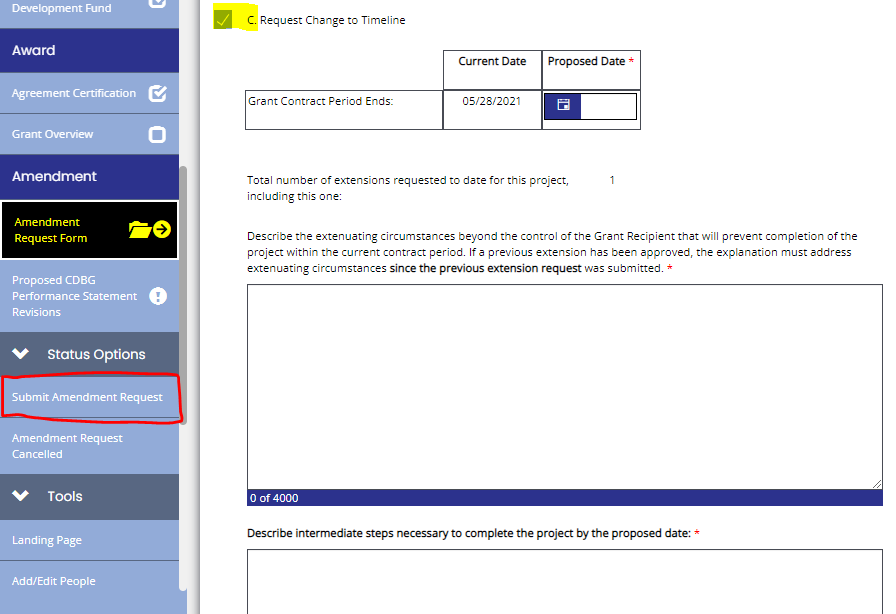 Development Fund
Award
Agreement Certification
Grant Overview
Amendment
Amendment
Request Form
Proposed CDBG
Performance Statement
Revisions
Status Options
Submit Amendment Request
Amendment Request
Cancelled
Tools
Landing Page
Add/Edit People
C. Request Change to Timeline
Current Date Proposed Date *
Grant Contract Period Ends: 05/28/2021
Total number of extensions requested to date for this project, 1
including this one:
Describe the extenuating circumstances beyond the control of the Grant Recipient that will prevent completion of the
project within the current contract period. If a previous extension has been approved, the explanation must address
extenuating circumstances since the previous extension request was submitted. *
0 of 4000
Describe intermediate steps necessary to complete the project by the proposed date: *